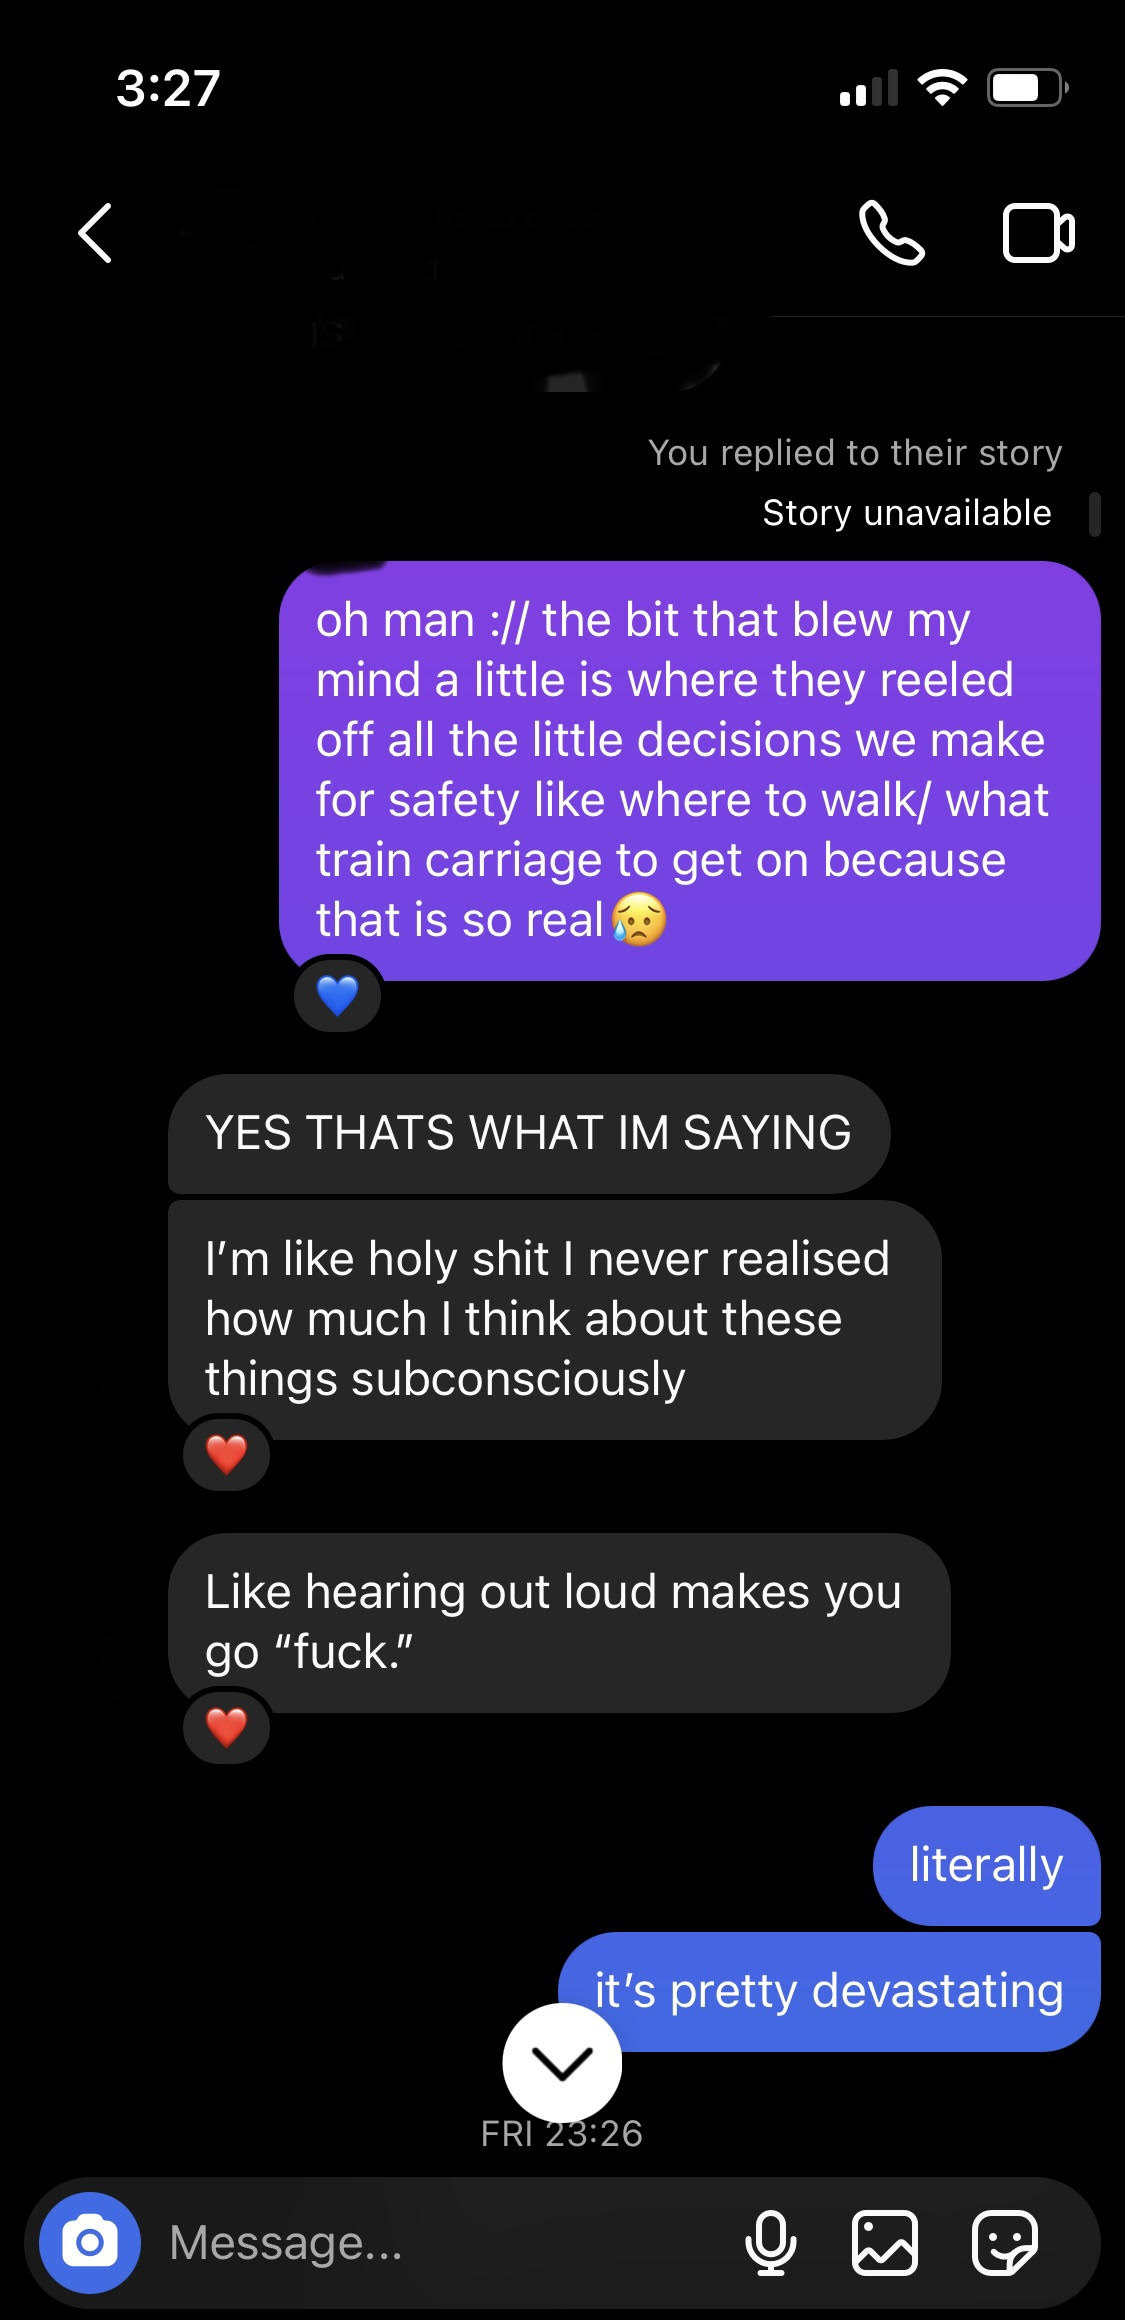 3:27
You replied to their story
Story unavailable
oh man :// the bit that blew my
mind a little is where they reeled
off all the little decisions we make
for safety like where to walk/ what
train carriage to get on because
that is so real😥
💙
YES THATS WHAT IM SAYING
I’m like holy shit I never realised
how much I think about these
things subconsciously
❤️
Like hearing out loud makes you
go “fuck.”
❤️
literally
it’s pretty devastating
FRI 23:26
Message...